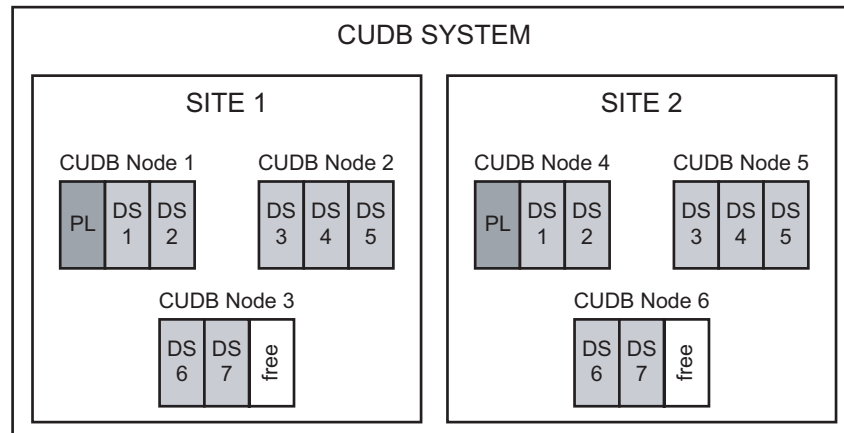 CUDB SYSTEM
SITE 1
CUDB Node 1
PL
DS
1
DS
2
CUDB Node 2
DS
3
DS
4
DS
5
CUDB Node 3
DS
6
DS
7
free
SITE 2
CUDB Node 4
PL
DS
1
DS
2
CUDB Node 5
DS
3
DS
4
DS
5
CUDB Node 6
DS
6
DS
7
free